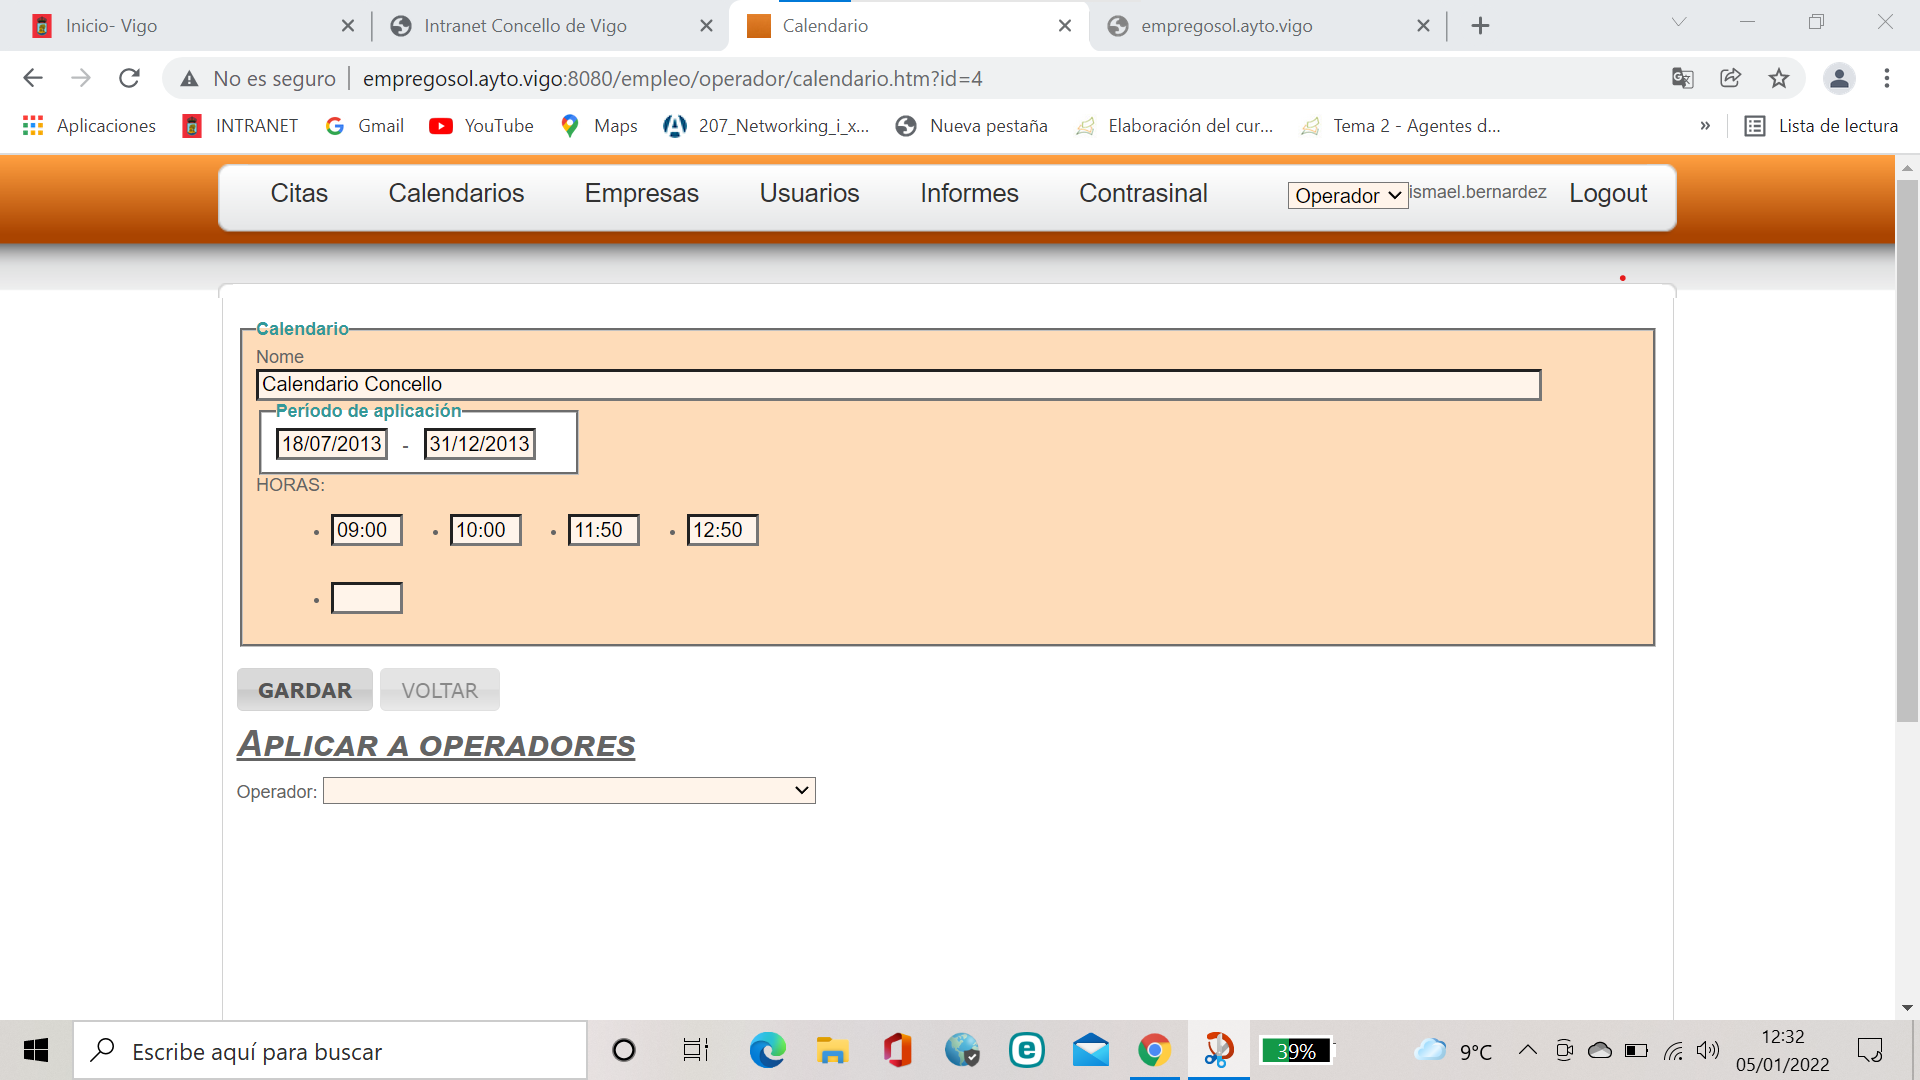 Inicio- Vigo
Intranet Concello de Vigo
Calendario
empregosol.ayto.vigo
No es seguro
empregosol.ayto.vigo:8080/empleo/operador/calendario.htm?id=4
Aplicaciones
INTRANET
Gmail
YouTube
Maps
207_Networking_i_x...
Nueva pestaña
Elaboración del cur...
Tema 2 - Agentes d...
»
Lista de lectura
Citas
Calendarios
Empresas
Usuarios
Informes
Contrasinal
Operador
ismael.bernardez
Logout
Calendario
Nome
Calendario Concello
Período de aplicación
18/07/2013 - 31/12/2013
HORAS:
• 09:00 • 10:00 • 11:50 • 12:50
•
GARDAR
VOLTAR
APLICAR A OPERADORES
Operador:
Escribe aquí para buscar
39%
9°C
12:32
05/01/2022